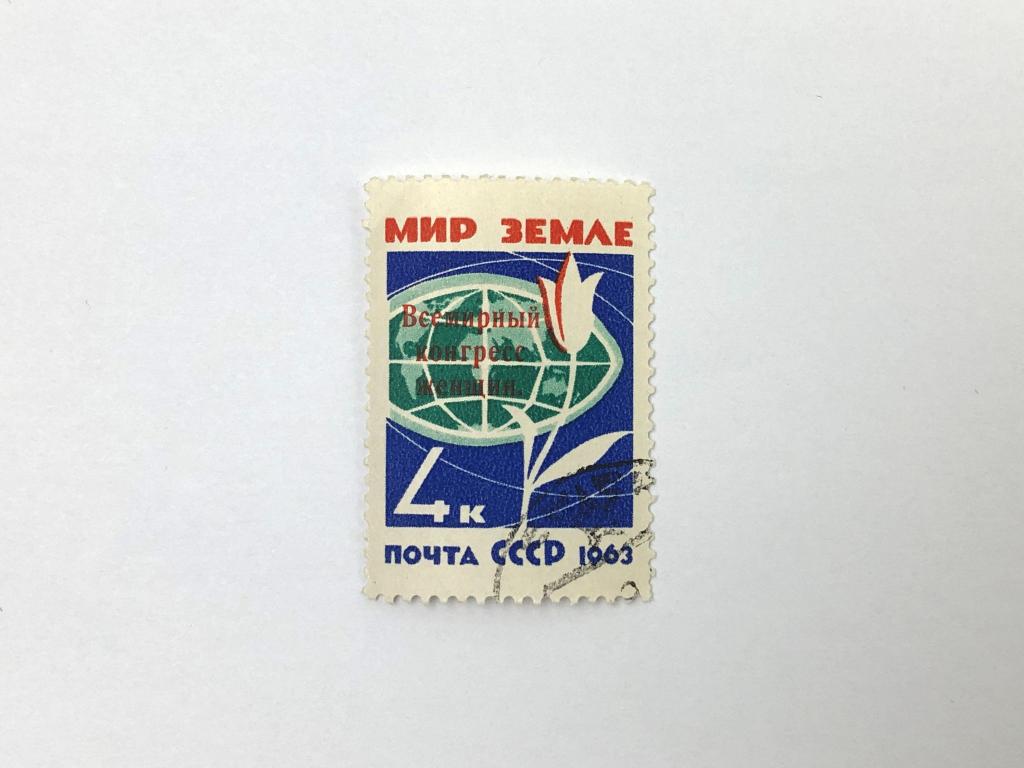 МИР ЗЕМЛЕ
Всемирный
конгресс
женщин.
4к
ПОЧТА СССР 1963